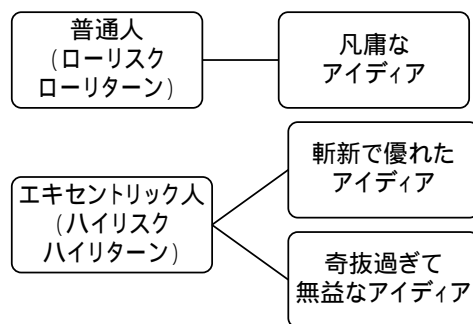 普通人
(ローリスク
ローリターン)
凡庸な
アイディア
エキセントリック人
(ハイリスク
ハイリターン)
斬新で優れた
アイディア
奇抜過ぎて
無益なアイディア